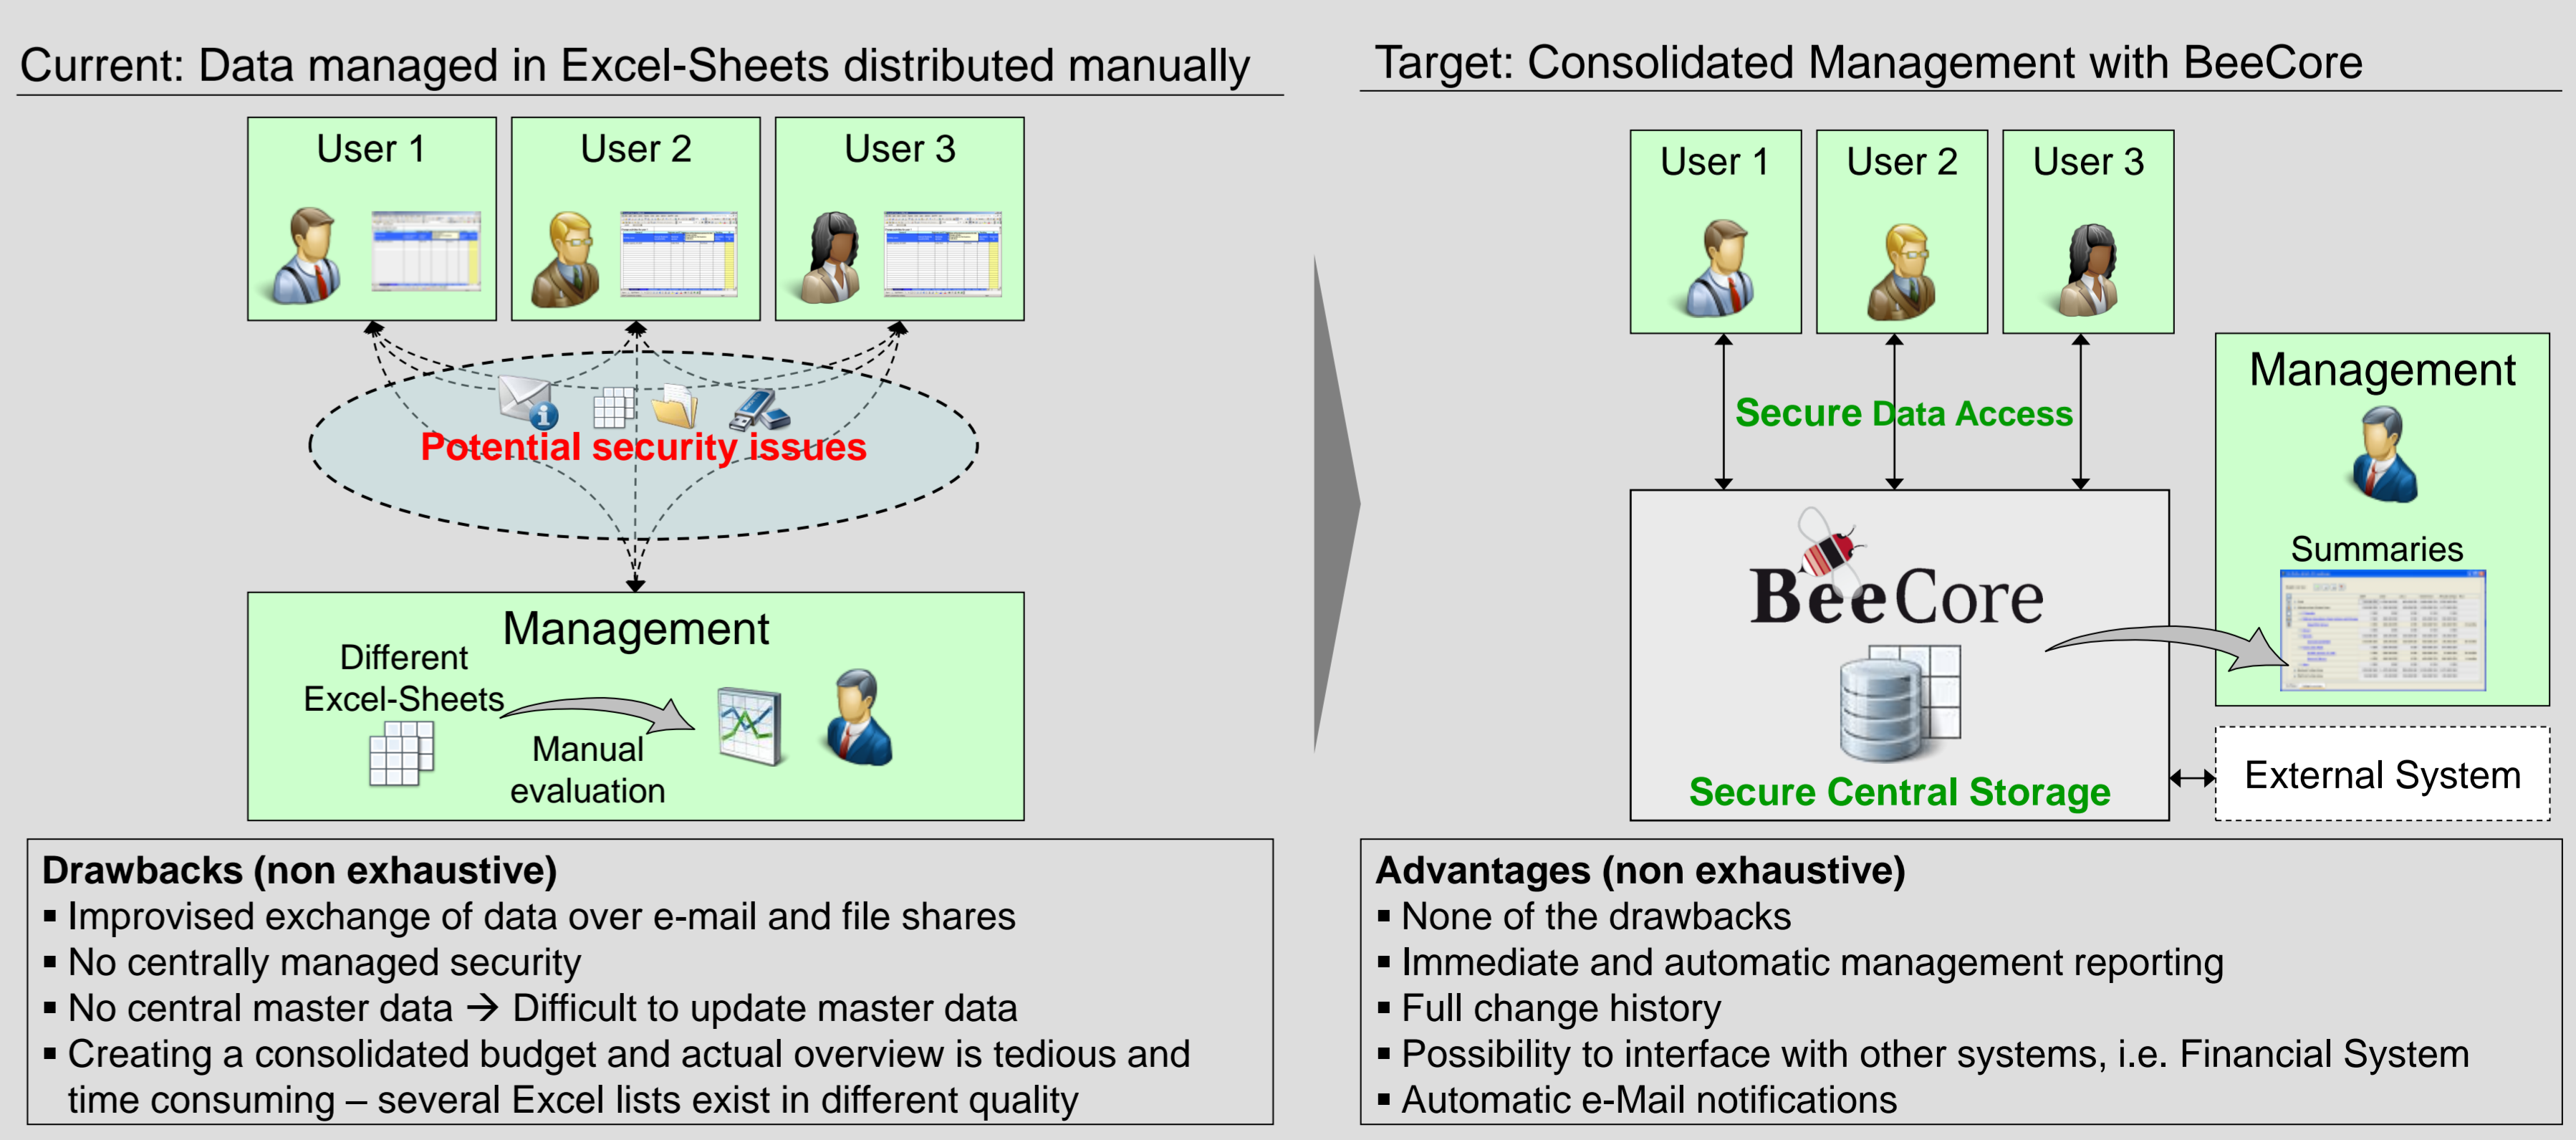 Current: Data managed in Excel-Sheets distributed manually
User 1
User 2
User 3
Potential security issues
Management
Different
Excel-Sheets
Manual
evaluation
Drawbacks (non exhaustive)
▪ Improvised exchange of data over e-mail and file shares
▪ No centrally managed security
▪ No central master data → Difficult to update master data
▪ Creating a consolidated budget and actual overview is tedious and
time consuming – several Excel lists exist in different quality
Target: Consolidated Management with BeeCore
User 1
User 2
User 3
Secure Data Access
BeeCore
Secure Central Storage
Management
Summaries
External System
Advantages (non exhaustive)
▪ None of the drawbacks
▪ Immediate and automatic management reporting
▪ Full change history
▪ Possibility to interface with other systems, i.e. Financial System
▪ Automatic e-Mail notifications